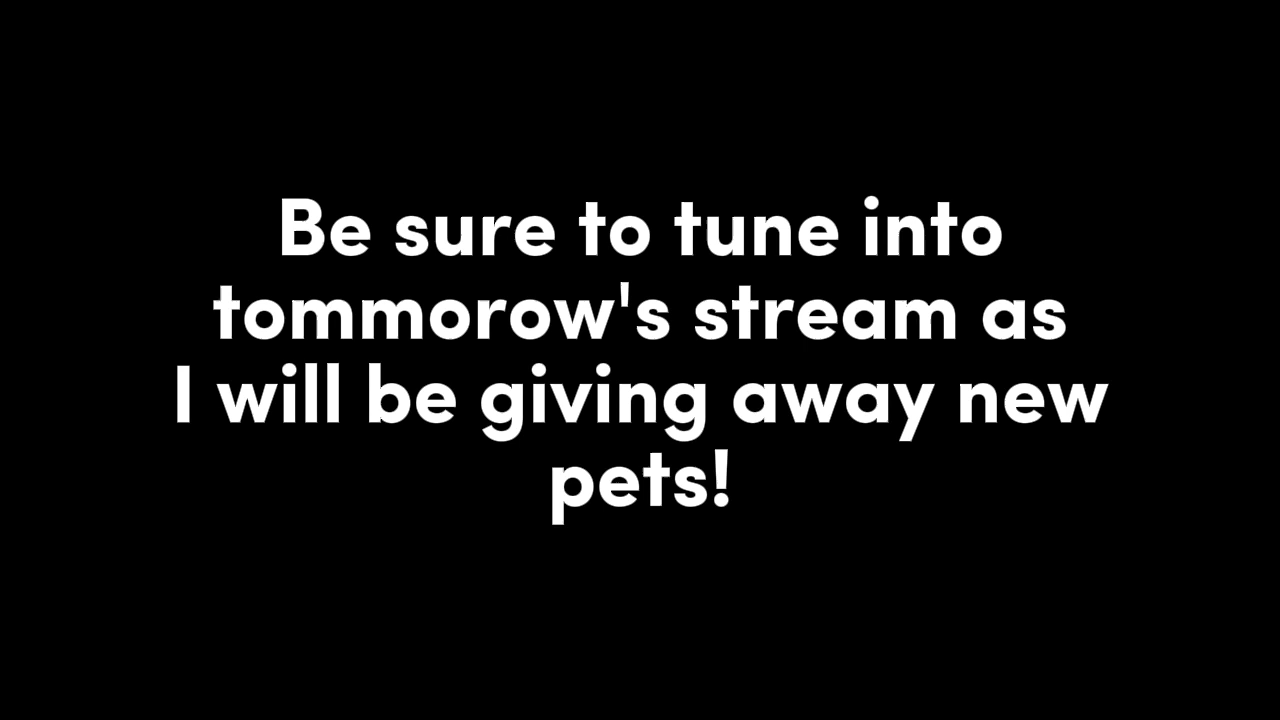 Be sure to tune into
tommorow's stream as
I will be giving away new
pets!